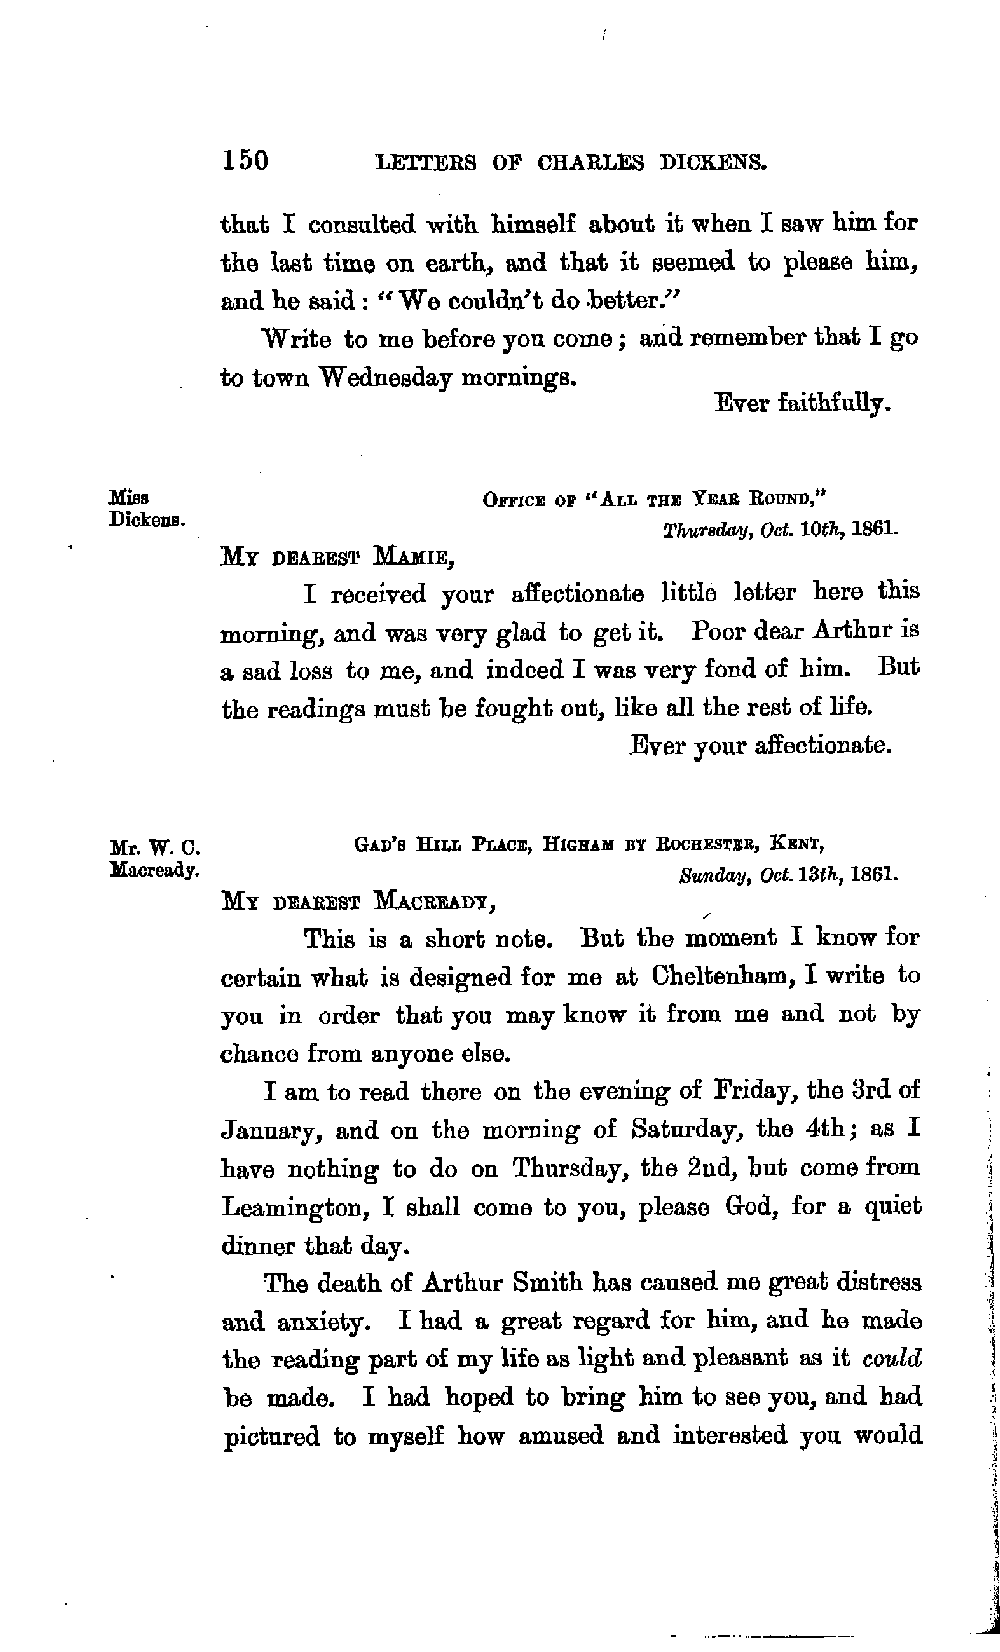 150 LETTERS OF CHARLES DICKENS.
that I consulted with himself about it when I saw him for
the last time on earth, and that it seemed to please him,
and he said : "We couldn't do better."
Write to me before you come ; and remember that I go
to town Wednesday mornings.
Ever faithfully.
Miss
Dickens.
OFFICE OF "ALL THE YEAR ROUND,"
Thursday, Oct. 10th, 1861.
MY DEAREST MAMIE,
I received your affectionate little letter here this
morning, and was very glad to get it. Poor dear Arthur is
a sad loss to me, and indeed I was very fond of him. But
the readings must be fought out, like all the rest of life.
Ever your affectionate.
Mr. W. C.
Macready.
GAD'S HILL PLACE, HIGHAM BY ROCHESTER, KENT,
Sunday, Oct. 13th, 1861.
MY DEAREST MACREADY,
This is a short note. But the moment I know for
certain what is designed for me at Cheltenham, I write to
you in order that you may know it from me and not by
chance from anyone else.
I am to read there on the evening of Friday, the 3rd of
January, and on the morning of Saturday, the 4th; as I
have nothing to do on Thursday, the 2nd, but come from
Leamington, I shall come to you, please God, for a quiet
dinner that day.
The death of Arthur Smith has caused me great distress
and anxiety. I had a great regard for him, and he made
the reading part of my life as light and pleasant as it could
be made. I had hoped to bring him to see you, and had
pictured to myself how amused and interested you would